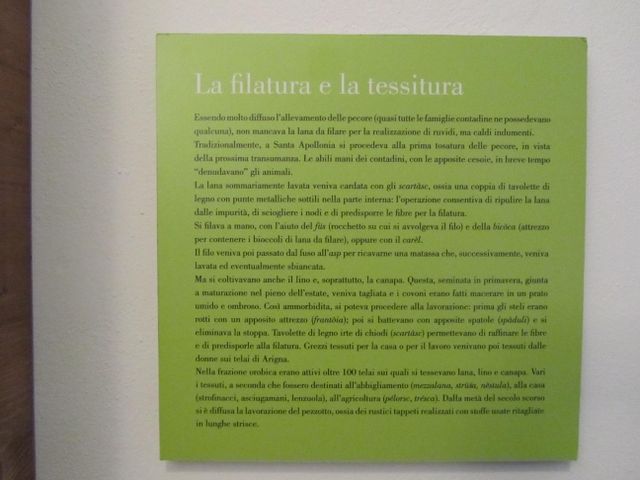 La filatura e la tessitura
Essendo molto diffuso l'allevamento delle pecore (quasi tutte le famiglie contadine ne possedevano
qualcuna), non mancava la lana da filare per la realizzazione di ruvidi, ma caldi indumenti.
Tradizionalmente, a Santa Apollonia si procedeva alla prima tosatura delle pecore, in vista
della prossima transumanza. Le abili mani dei contadini, con le apposite cesoie, in breve tempo
"denudavano" gli animali.
La lana sommariamente lavata veniva cardata con gli scartàsc, ossia una coppia di tavolette di
legno con punte metalliche sottili nella parte interna: l'operazione consentiva di ripulire la lana
dalle impurità, di sciogliere i nodi e di predisporre le fibre per la filatura.
Si filava a mano, con l'aiuto del füs (rocchetto su cui si avvolgeva il filo) e della bicòca (attrezzo
per contenere i bioccoli di lana da filare), oppure con il carèl.
Il filo veniva poi passato dal fuso all'asp per ricavarne una matassa che, successivamente, veniva
lavata ed eventualmente sbiancata.
Ma si coltivavano anche il lino e, soprattutto, la canapa. Questa, seminata in primavera, giunta
a maturazione nel pieno dell'estate, veniva tagliata e i covoni erano fatti macerare in un prato
umido e ombroso. Così ammorbidita, si poteva procedere alla lavorazione: prima gli steli erano
rotti con un apposito attrezzo (frantòia); poi si battevano con apposite spatole (spàduli) e si
eliminava la stoppa. Tavolette di legno irte di chiodi (scartàsc) permettevano di raffinare le fibre
e di predisporle alla filatura. Grezzi tessuti per la casa o per il lavoro venivano poi tessuti dalle
donne sui telai di Arigna.
Nella frazione orobica erano attivi oltre 100 telai sui quali si tessevano lana, lino e canapa. Vari
i tessuti, a seconda che fossero destinati all'abbigliamento (mezzalana, strüša, nèstula), alla casa
(strofinacci, asciugamani, lenzuola), all'agricoltura (pélorsc, trésca). Dalla metà del secolo scorso
si è diffusa la lavorazione del pezzotto, ossia dei rustici tappeti realizzati con stoffe usate ritagliate
in lunghe strisce.